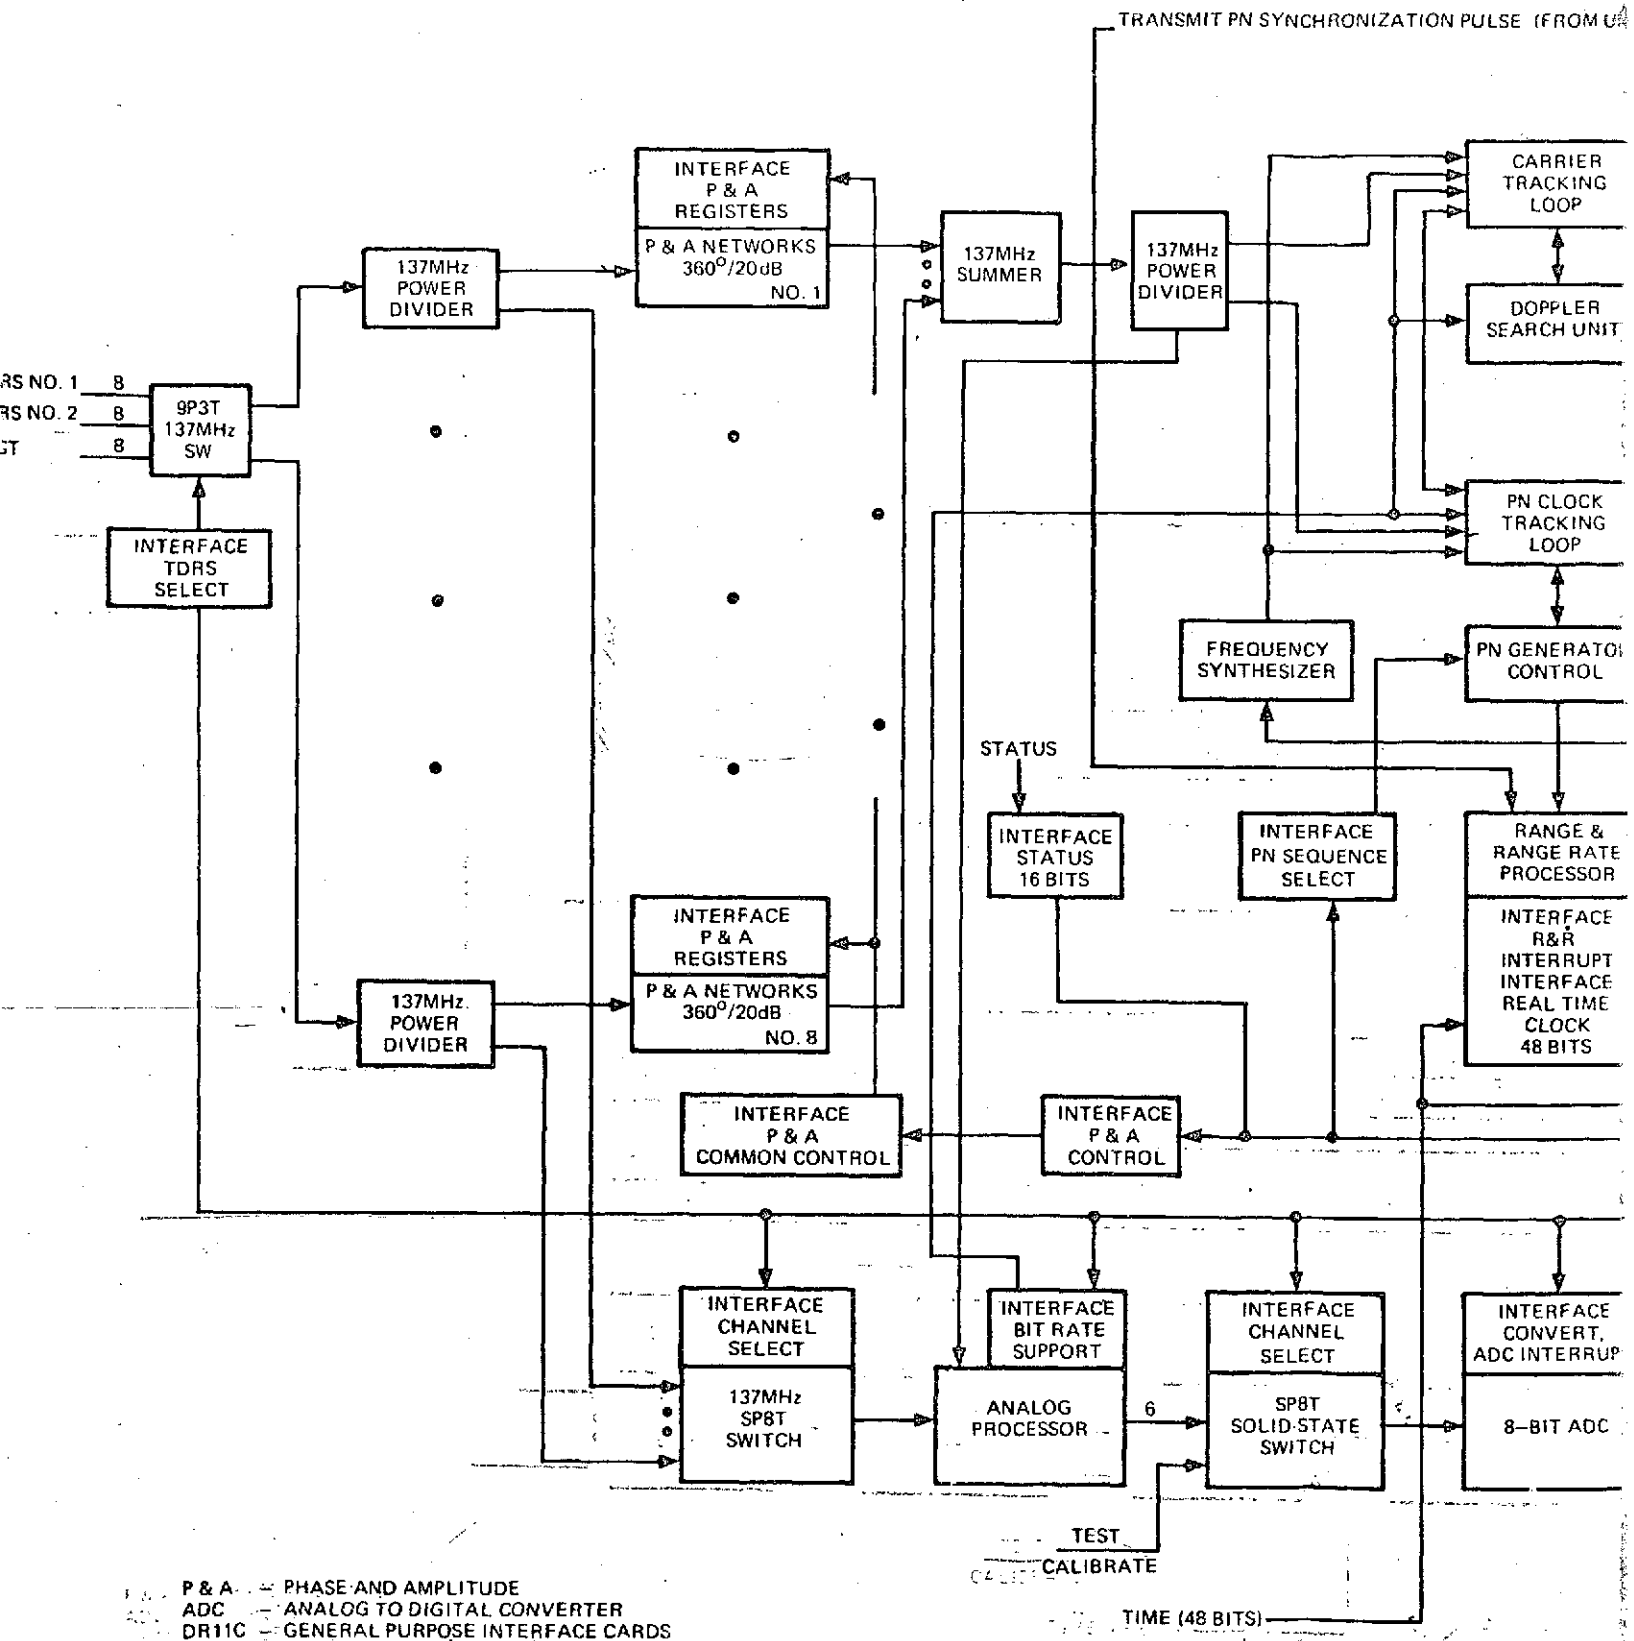 TRANSMIT PN SYNCHRONIZATION PULSE (FROM
INTERFACE
P & A
REGISTERS
P & A NETWORKS
360°/20dB
NO. 1
137MHz
POWER
DIVIDER
137MHz
SUMMER
137MHz
POWER
DIVIDER
CARRIER
TRACKING
LOOP
DOPPLER
SEARCH UNIT
RS NO. 1
8
RS NO. 2
8
GT
8
9P3T
137MHz
SW
INTERFACE
TDRS
SELECT
PN CLOCK
TRACKING
LOOP
FREQUENCY
SYNTHESIZER
PN GENERATO
CONTROL
STATUS
INTERFACE
STATUS
16 BITS
INTERFACE
PN SEQUENCE
SELECT
RANGE &
RANGE RATE
PROCESSOR
INTERFACE
R&R
INTERRUPT
INTERFACE
REAL TIME
CLOCK
48 BITS
INTERFACE
P & A
REGISTERS
P & A NETWORKS
360°/20dB
NO. 8
137MHz
POWER
DIVIDER
INTERFACE
P & A
COMMON CONTROL
INTERFACE
P & A
CONTROL
INTERFACE
CHANNEL
SELECT
137MHz
SP8T
SWITCH
INTERFACE
BIT RATE
SUPPORT
ANALOG
PROCESSOR
6
INTERFACE
CHANNEL
SELECT
SP8T
SOLID-STATE
SWITCH
INTERFACE
CONVERT,
ADC INTERRUP
8-BIT ADC
TEST
CALIBRATE
TIME (48 BITS)
P & A - PHASE AND AMPLITUDE
ADC - ANALOG TO DIGITAL CONVERTER
DR11C - GENERAL PURPOSE INTERFACE CARDS